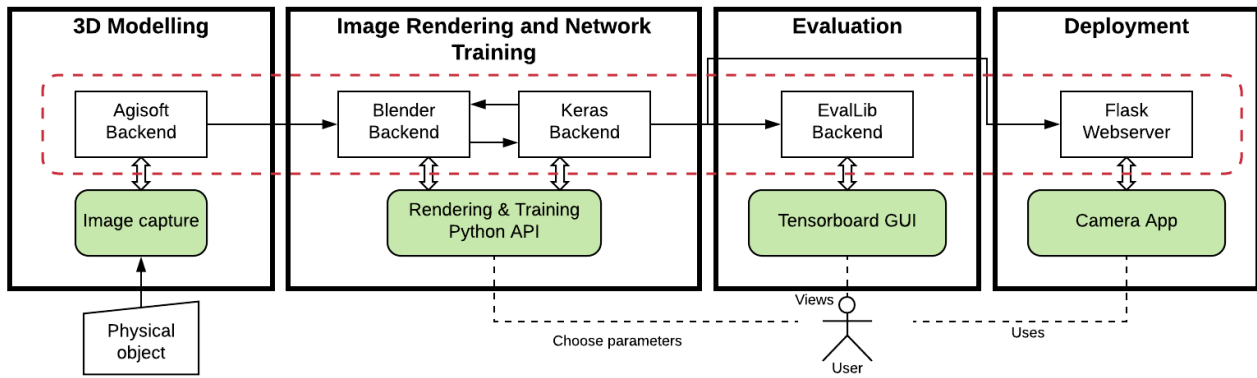 3D Modelling
Image Rendering and Network
Training
Evaluation
Deployment
Agisoft
Backend
Blender
Backend
Keras
Backend
EvalLib
Backend
Flask
Webserver
Image capture
Rendering & Training
Python API
Tensorboard GUI
Camera App
Physical
object
Views
Choose parameters
Uses
User